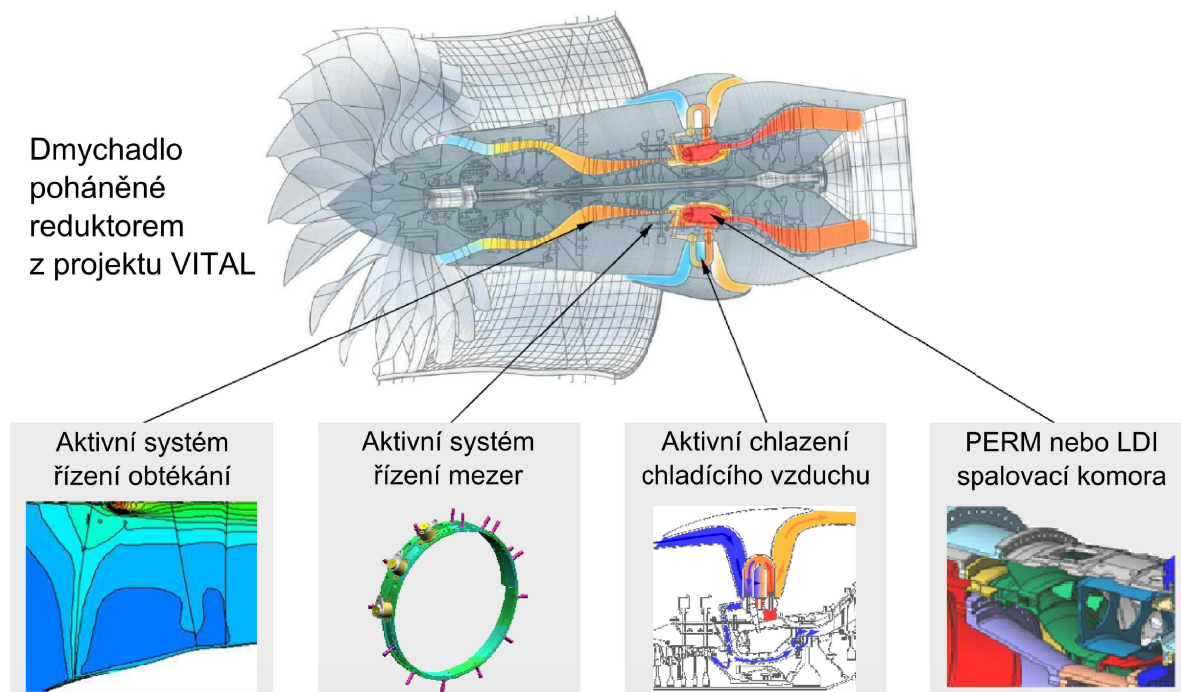 Dmychadlo
poháněné
reduktorem
z projektu VITAL
Aktivní systém
řízení obtékání
Aktivní systém
řízení mezer
Aktivní chlazení
chladícího vzduchu
PERM nebo LDI
spalovací komora